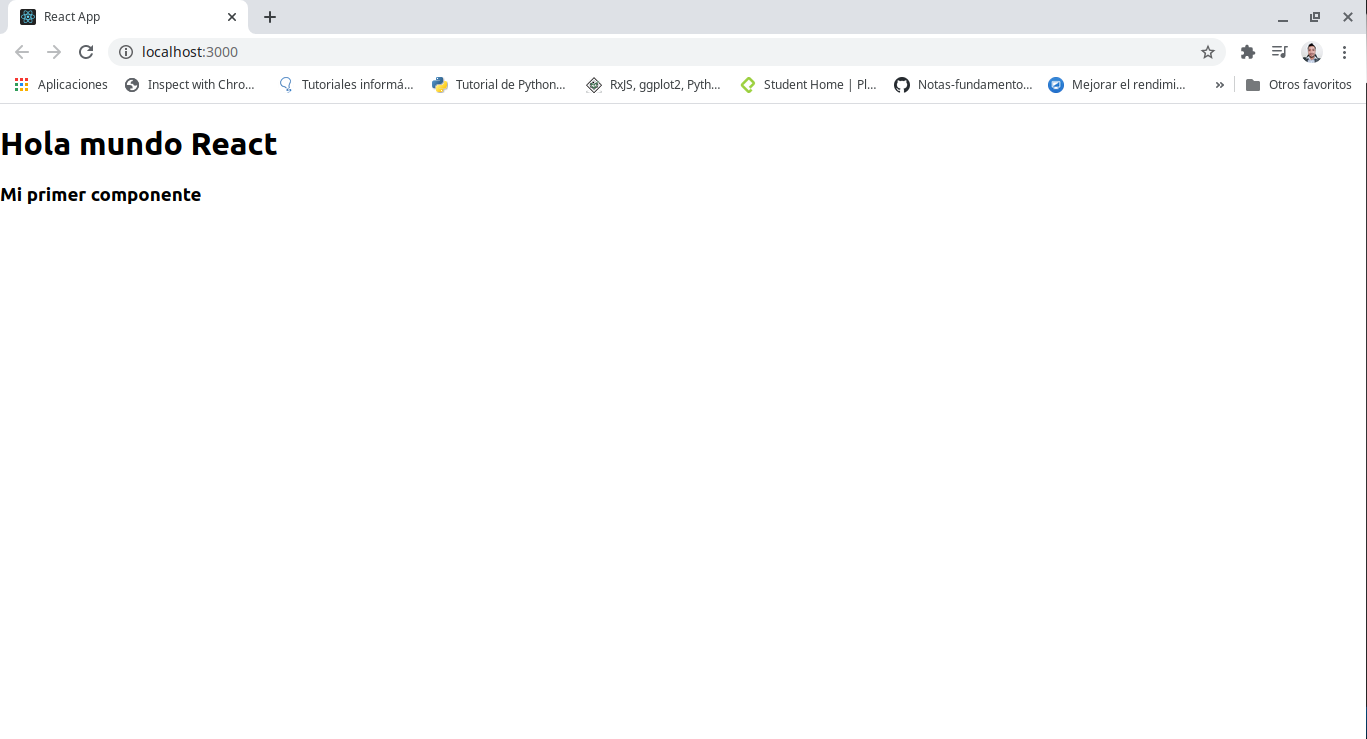 React App
localhost:3000
Aplicaciones Inspect with Chro... Tutoriales informá... Tutorial de Python... RxJS, ggplot2, Pyth... Student Home | Pl... Notas-fundamento... Mejorar el rendimi... » Otros favoritos
Hola mundo React
Mi primer componente